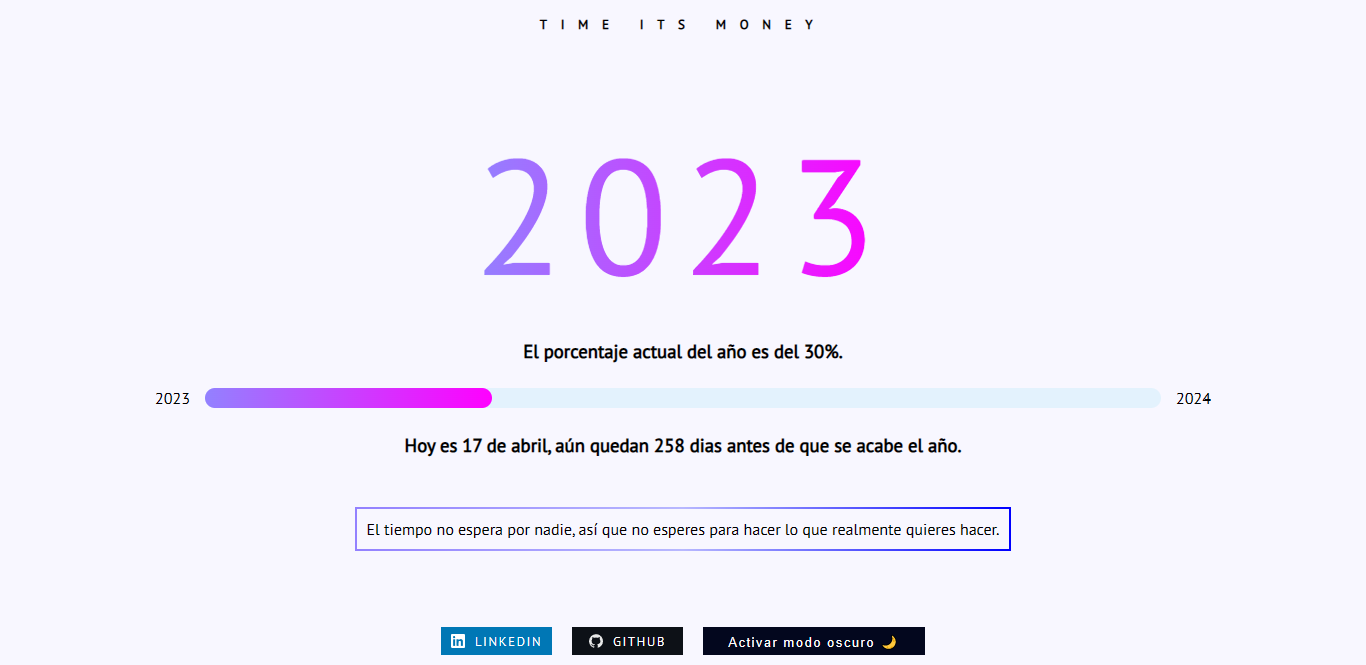 TIME ITS MONEY
2023
El porcentaje actual del año es del 30%.
2023 2024
Hoy es 17 de abril, aún quedan 258 dias antes de que se acabe el año.
El tiempo no espera por nadie, así que no esperes para hacer lo que realmente quieres hacer.
LINKEDIN GITHUB Activar modo oscuro 🌙